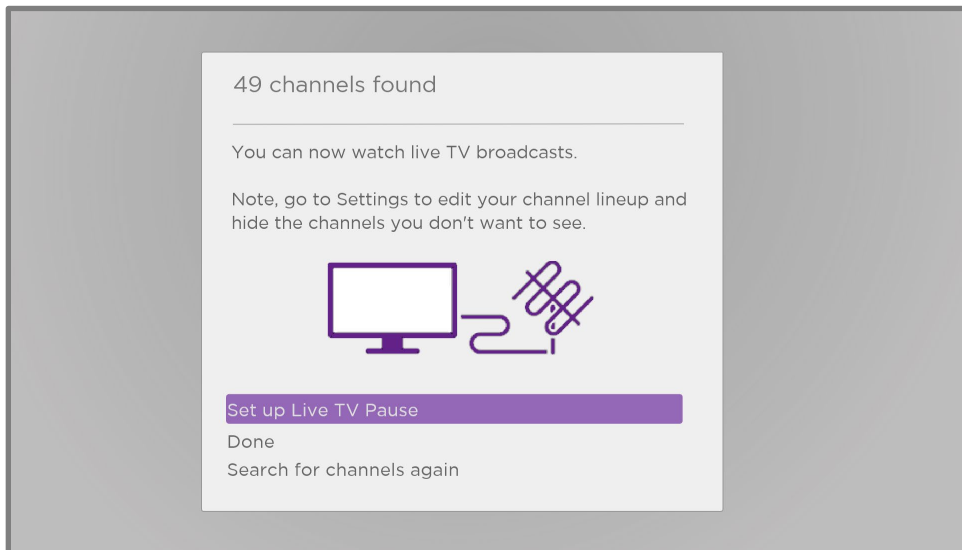 49 channels found
You can now watch live TV broadcasts.
Note, go to Settings to edit your channel lineup and
hide the channels you don't want to see.
Set up Live TV Pause
Done
Search for channels again